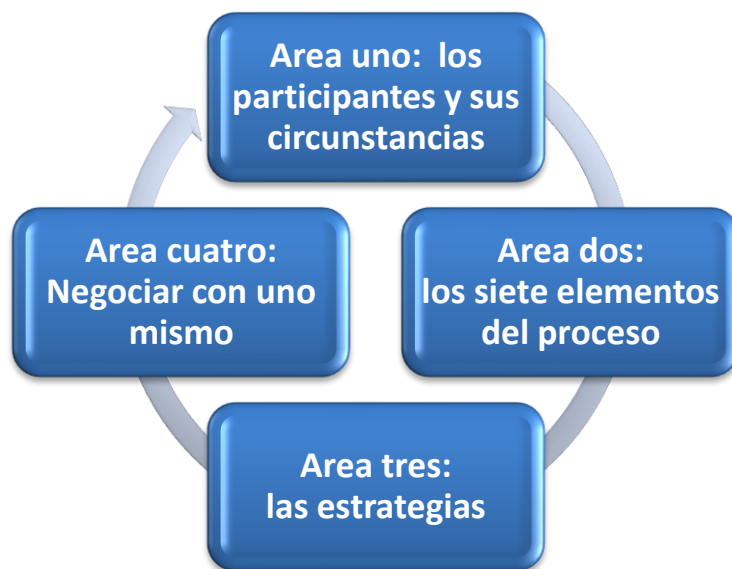 Area uno: los
participantes y sus
circunstancias
Area dos:
los siete elementos
del proceso
Area tres:
las estrategias
Area cuatro:
Negociar con uno
mismo